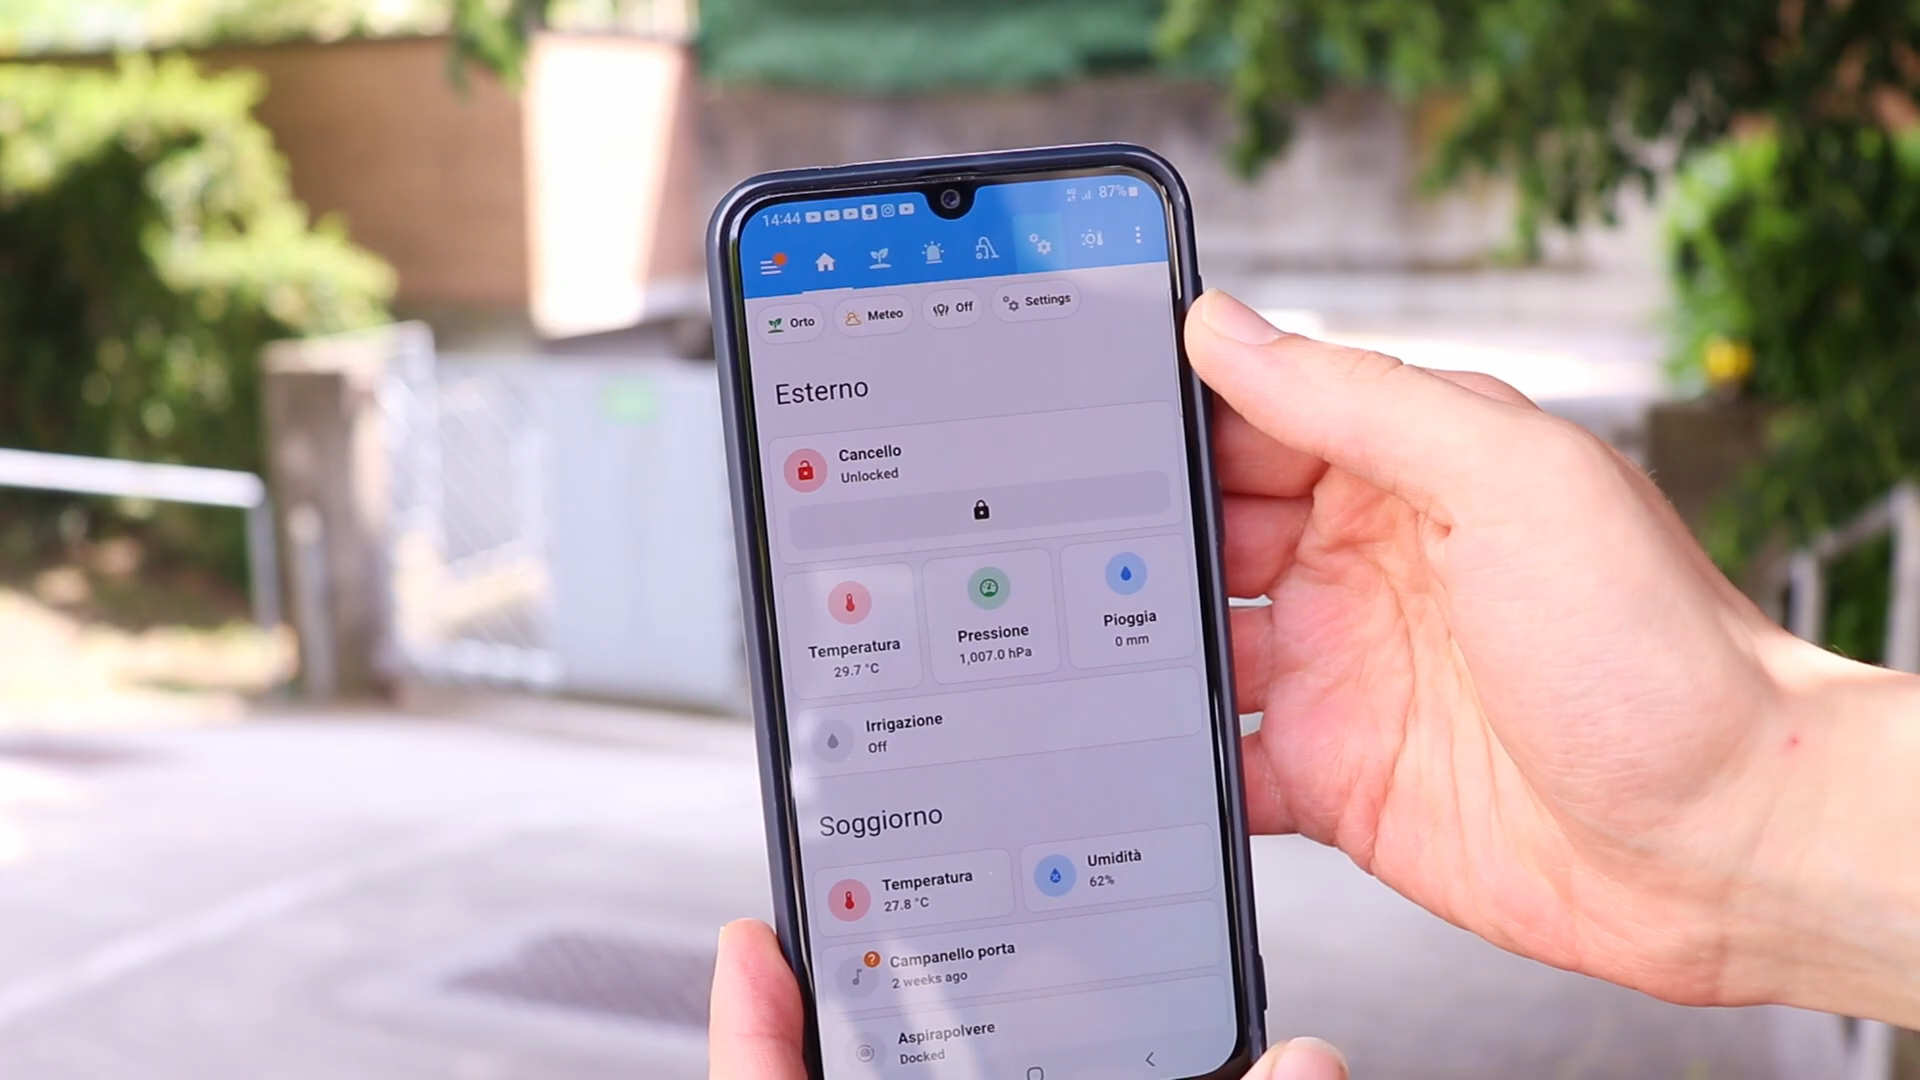 14:44 87%
Orto Meteo Off Settings
Esterno
Cancello
Unlocked
Temperatura Pressione Pioggia
29.7 °C 1,007.0 hPa 0 mm
Irrigazione
Off
Soggiorno
Temperatura Umidità
27.8 °C 62%
?
Campanello porta
2 weeks ago
Aspirapolvere
Docked